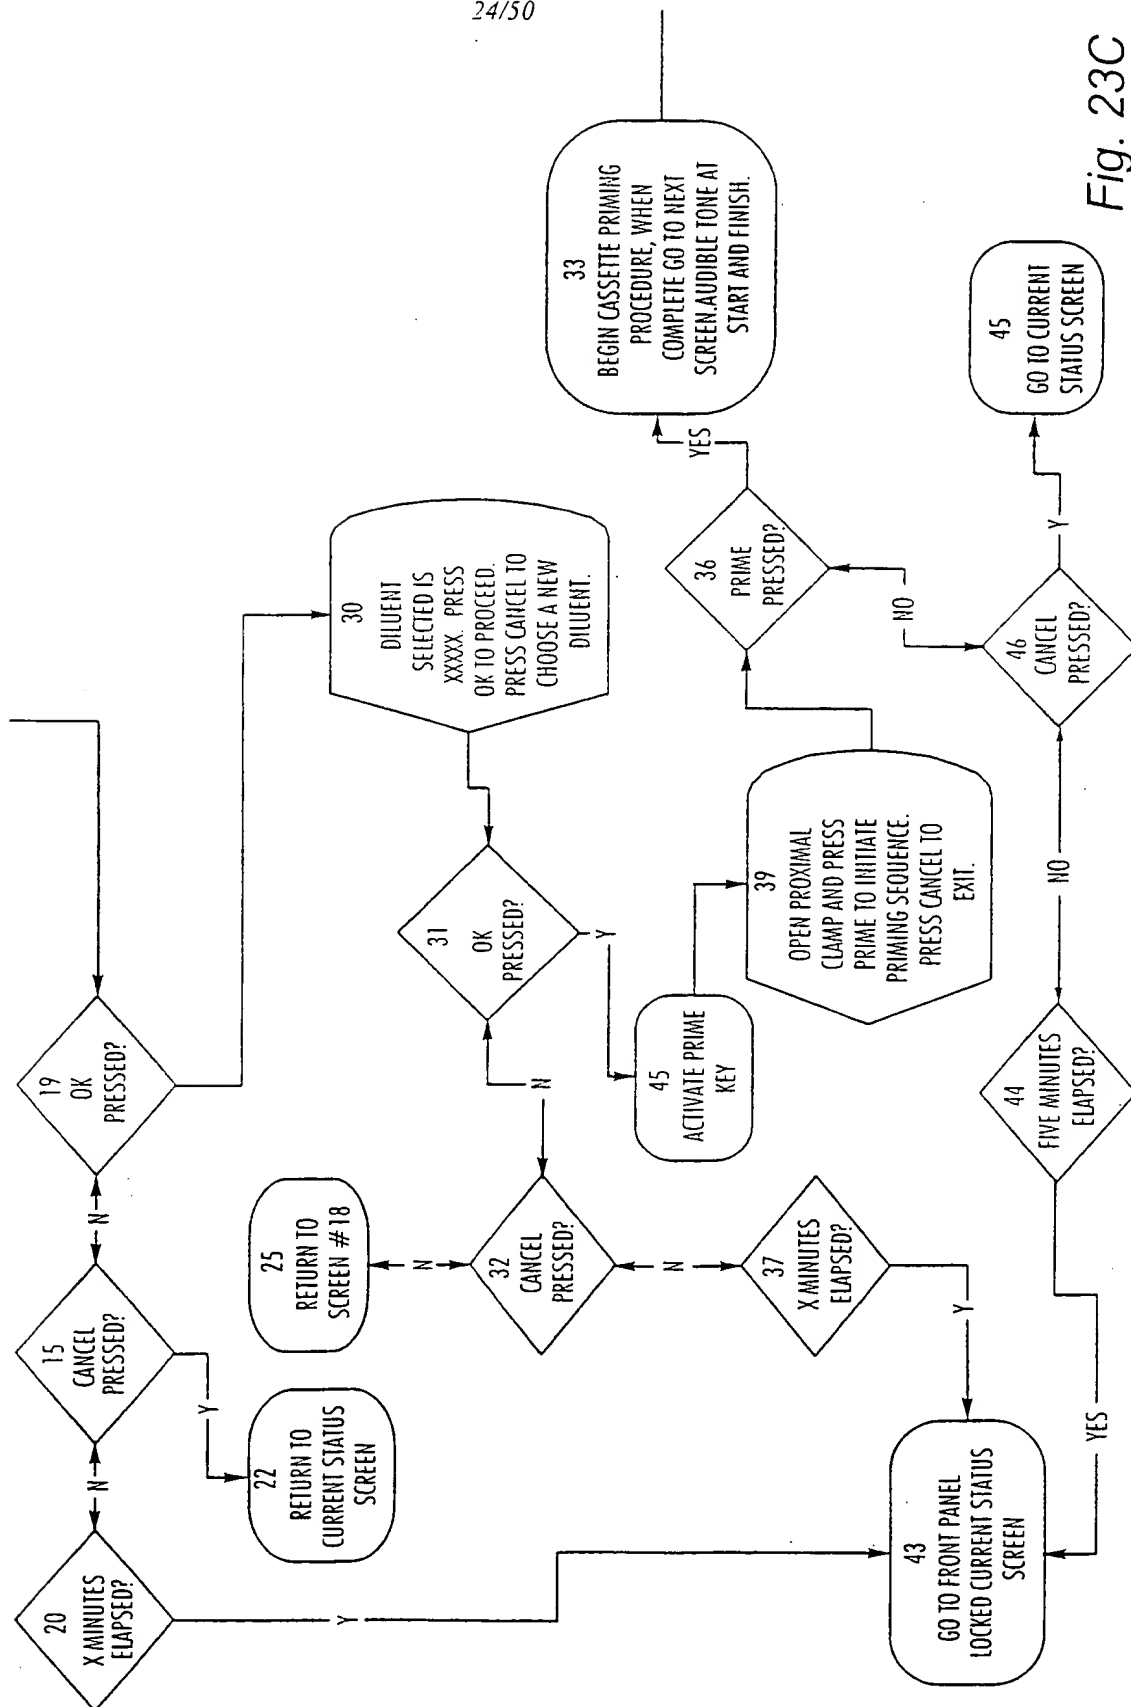 24/50
20
X MINUTES
ELAPSED?
N
15
CANCEL
PRESSED?
N
19
OK
PRESSED?
Y
22
RETURN TO
CURRENT STATUS
SCREEN
25
RETURN TO
SCREEN #18
N
32
CANCEL
PRESSED?
N
31
OK
PRESSED?
30
DILUENT
SELECTED IS
XXXXX. PRESS
OK TO PROCEED.
PRESS CANCEL TO
CHOOSE A NEW
DILUENT.
Y
45
ACTIVATE PRIME
KEY
N
37
X MINUTES
ELAPSED?
Y
Y
43
GO TO FRONT PANEL
LOCKED CURRENT STATUS
SCREEN
39
OPEN PROXIMAL
CLAMP AND PRESS
PRIME TO INITIATE
PRIMING SEQUENCE.
PRESS CANCEL TO
EXIT.
36
PRIME
PRESSED?
YES
33
BEGIN CASSETTE PRIMING
PROCEDURE, WHEN
COMPLETE GO TO NEXT
SCREEN.AUDIBLE TONE AT
START AND FINISH.
NO
46
CANCEL
PRESSED?
Y
45
GO TO CURRENT
STATUS SCREEN
NO
44
FIVE MINUTES
ELAPSED?
YES
Fig. 23C